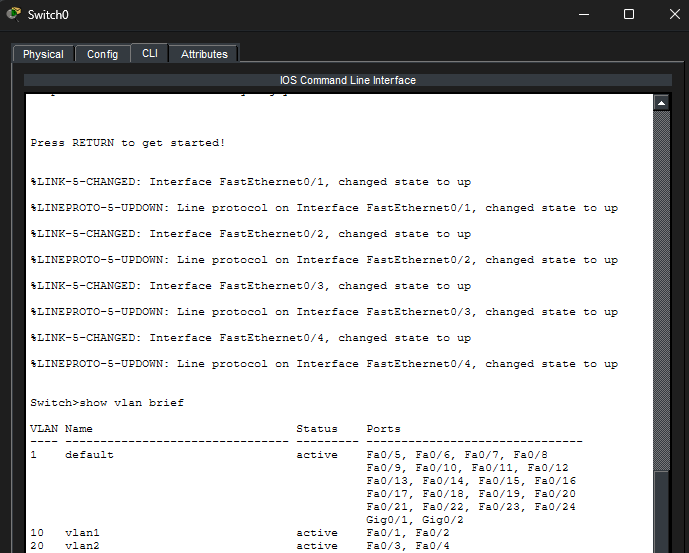 Switch0
Physical Config CLI Attributes
IOS Command Line Interface
Press RETURN to get started!
%LINK-5-CHANGED: Interface FastEthernet0/1, changed state to up
%LINEPROTO-5-UPDOWN: Line protocol on Interface FastEthernet0/1, changed state to up
%LINK-5-CHANGED: Interface FastEthernet0/2, changed state to up
%LINEPROTO-5-UPDOWN: Line protocol on Interface FastEthernet0/2, changed state to up
%LINK-5-CHANGED: Interface FastEthernet0/3, changed state to up
%LINEPROTO-5-UPDOWN: Line protocol on Interface FastEthernet0/3, changed state to up
%LINK-5-CHANGED: Interface FastEthernet0/4, changed state to up
%LINEPROTO-5-UPDOWN: Line protocol on Interface FastEthernet0/4, changed state to up
Switch>show vlan brief
VLAN Name                             Status    Ports
---- -------------------------------- --------- -------------------------------
1    default                          active    Fa0/5, Fa0/6, Fa0/7, Fa0/8
                                                Fa0/9, Fa0/10, Fa0/11, Fa0/12
                                                Fa0/13, Fa0/14, Fa0/15, Fa0/16
                                                Fa0/17, Fa0/18, Fa0/19, Fa0/20
                                                Fa0/21, Fa0/22, Fa0/23, Fa0/24
                                                Gig0/1, Gig0/2
10   vlan1                            active    Fa0/1, Fa0/2
20   vlan2                            active    Fa0/3, Fa0/4